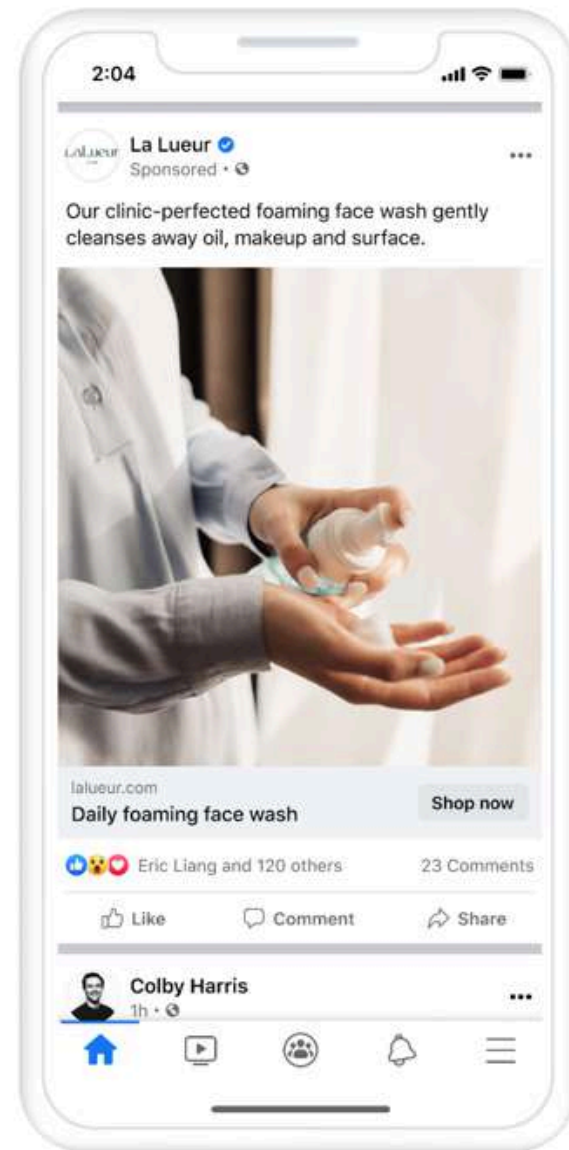 2:04
LaLueur
La Lueur
Sponsored •
Our clinic-perfected foaming face wash gently
cleanses away oil, makeup and surface.
lalueur.com
Daily foaming face wash
Shop now
Eric Liang and 120 others
23 Comments
Like
Comment
Share
Colby Harris
1h •